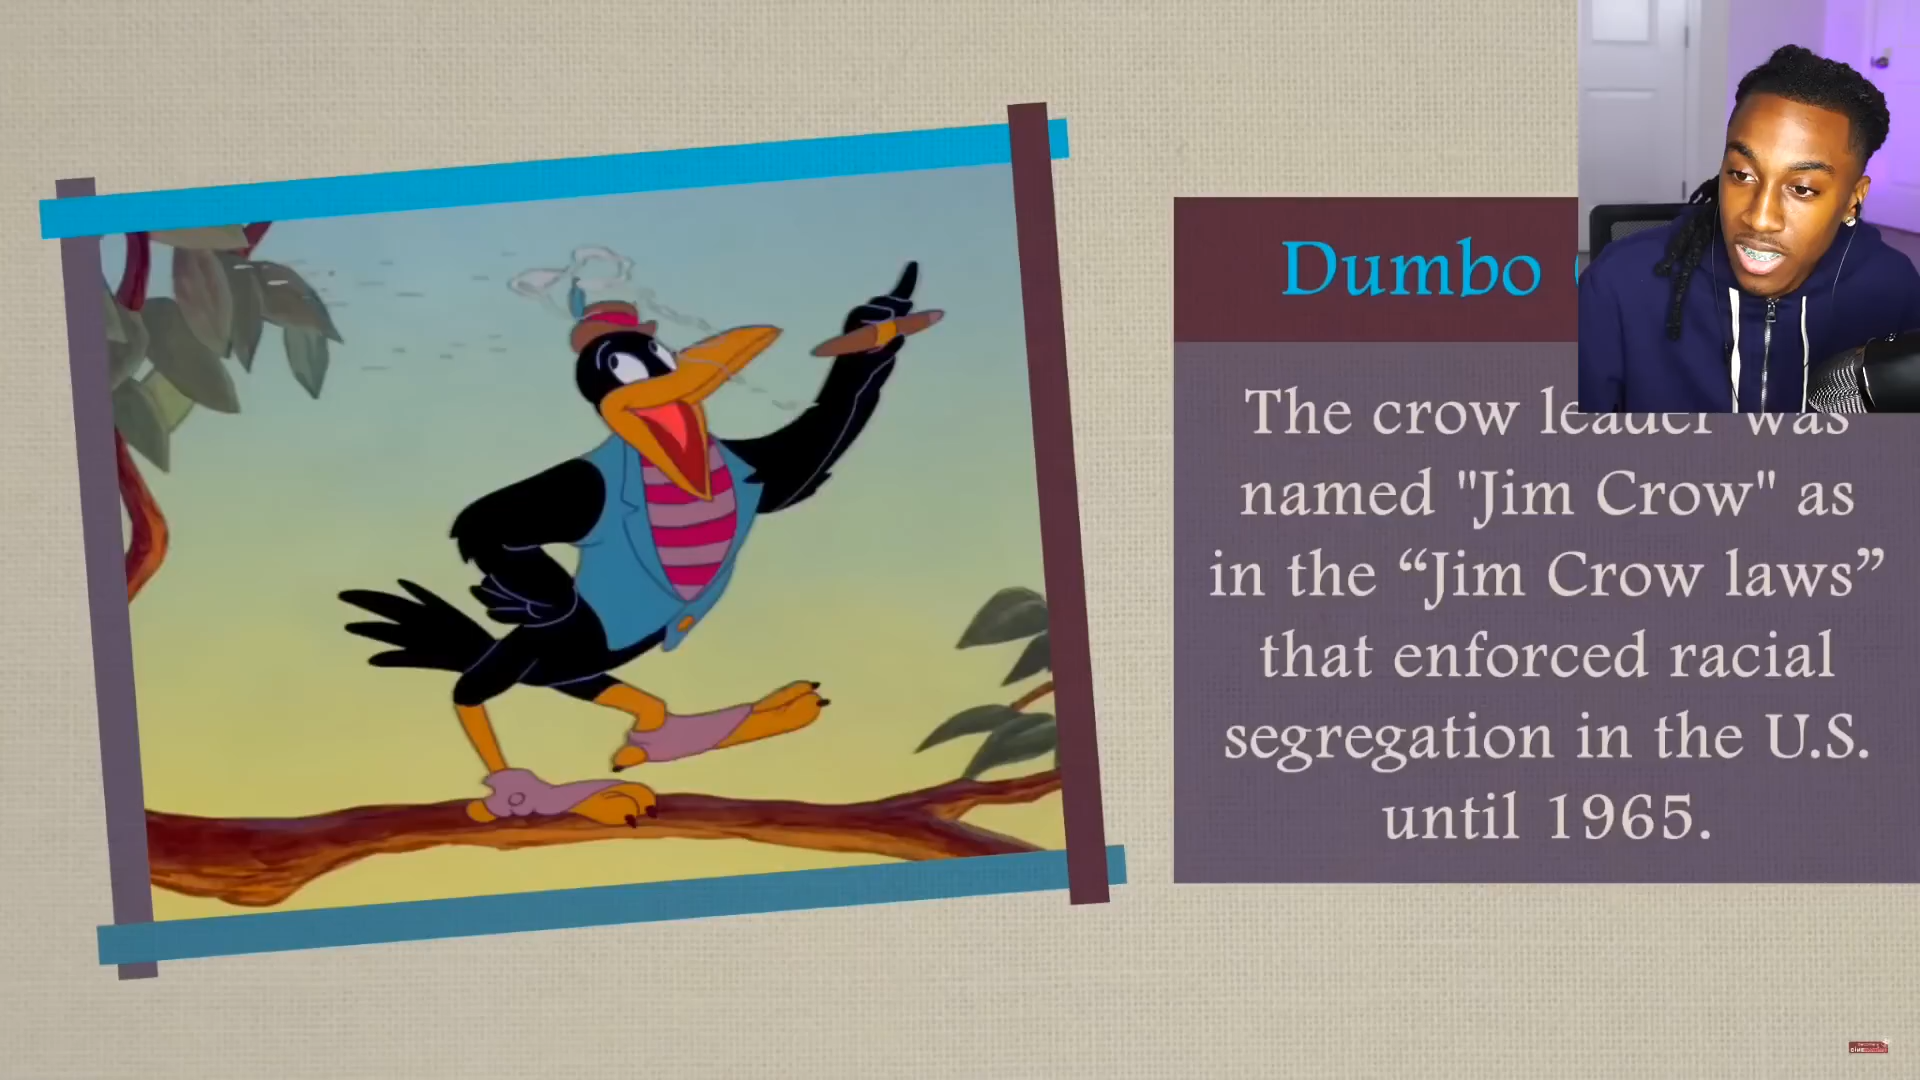 Dumbo
The crow leader was
named "Jim Crow" as
in the “Jim Crow laws”
that enforced racial
segregation in the U.S.
until 1965.